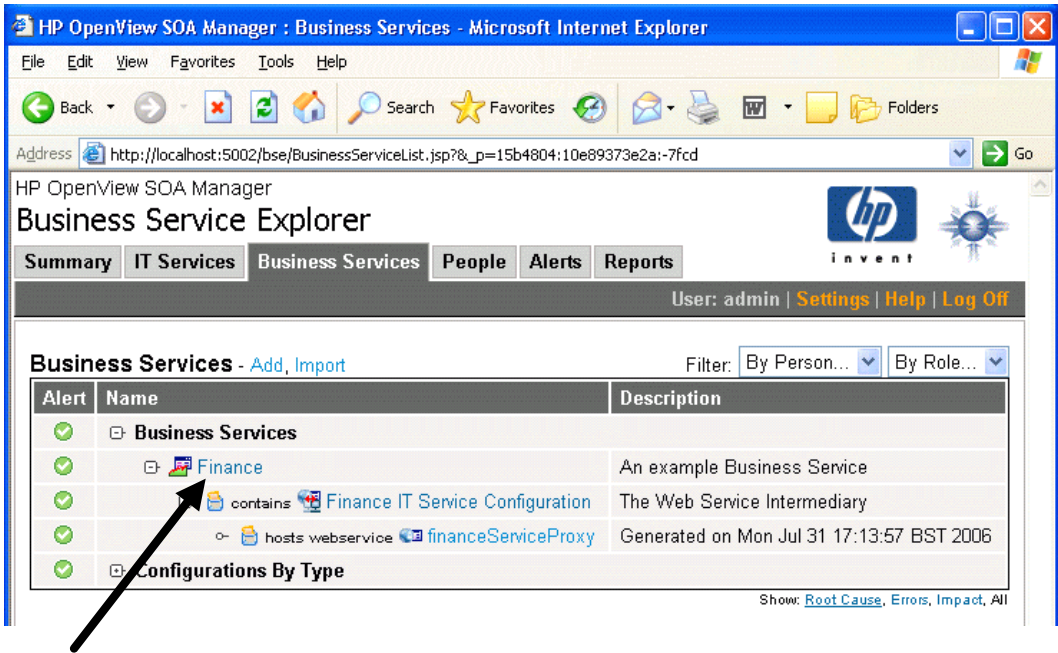 HP OpenView SOA Manager : Business Services - Microsoft Internet Explorer
File Edit View Favorites Tools Help
Back Search Favorites Folders
Address http://localhost:5002/bse/BusinessServiceList.jsp?&_p=15b4804:10e89373e2a:-7fcd Go
HP OpenView SOA Manager
Business Service Explorer
hp
invent
Summary IT Services Business Services People Alerts Reports
User: admin | Settings | Help | Log Off
Business Services - Add, Import Filter: By Person... By Role...
Alert Name Description
Business Services
Finance An example Business Service
contains Finance IT Service Configuration The Web Service Intermediary
hosts webservice financeServiceProxy Generated on Mon Jul 31 17:13:57 BST 2006
Configurations By Type
Show: Root Cause, Errors, Impact, All